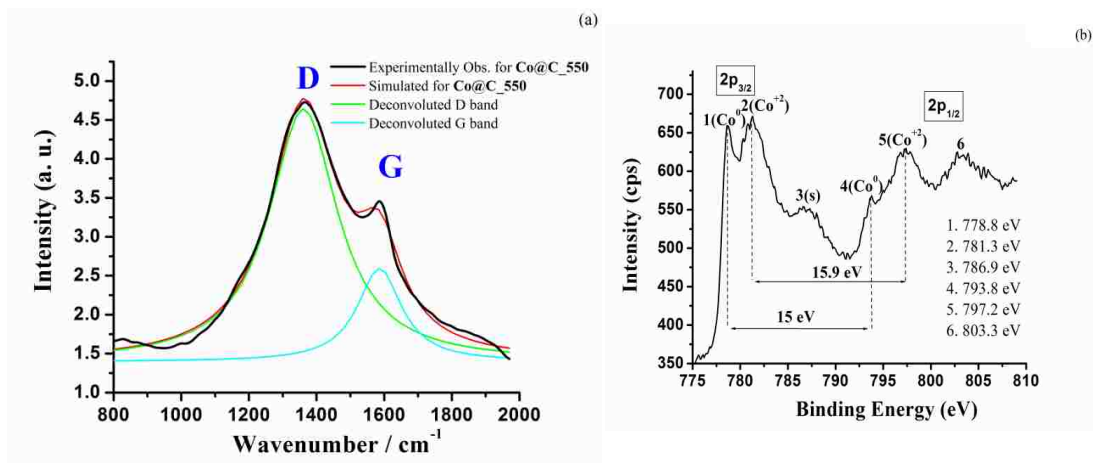 (a)
D
G
Experimentally Obs. for Co@C_550
Simulated for Co@C_550
Deconvoluted D band
Deconvoluted G band
Intensity (a. u.)
5.0
4.5
4.0
3.5
3.0
2.5
2.0
1.5
1.0
800 1000 1200 1400 1600 1800 2000
Wavenumber / cm⁻¹
(b)
2p3/2
2p1/2
1(Co⁰)
2(Co⁺²)
3(s)
4(Co⁰)
5(Co⁺²)
6
15.9 eV
15 eV
1. 778.8 eV
2. 781.3 eV
3. 786.9 eV
4. 793.8 eV
5. 797.2 eV
6. 803.3 eV
Intensity (cps)
700
650
600
550
500
450
400
350
775 780 785 790 795 800 805 810
Binding Energy (eV)